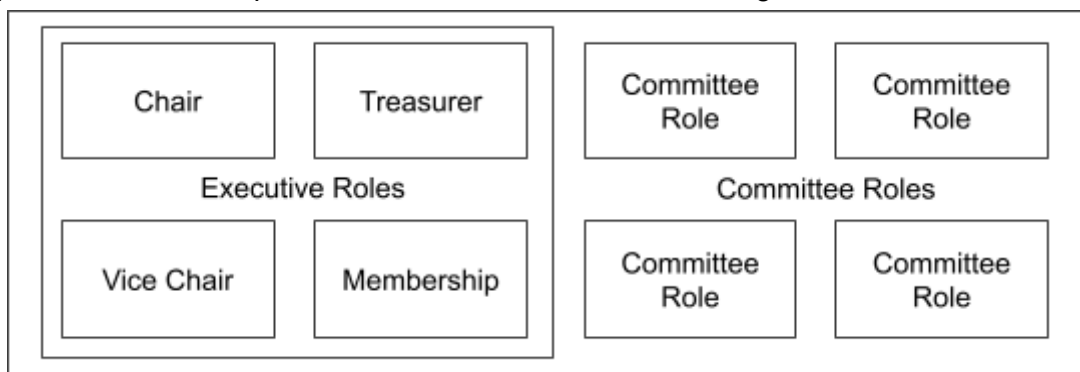 Chair
Treasurer
Committee
Role
Committee
Role
Executive Roles
Committee Roles
Vice Chair
Membership
Committee
Role
Committee
Role